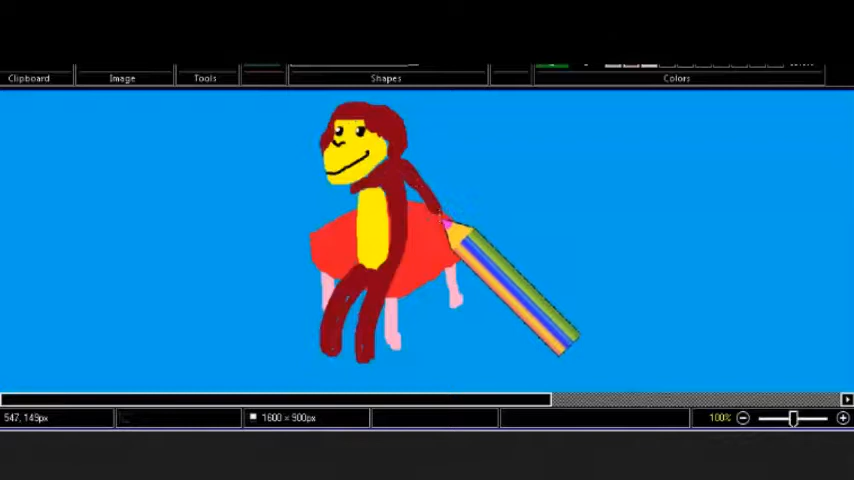 Clipboard Image Tools Shapes Colors
547, 149px 1600 × 900px 100%